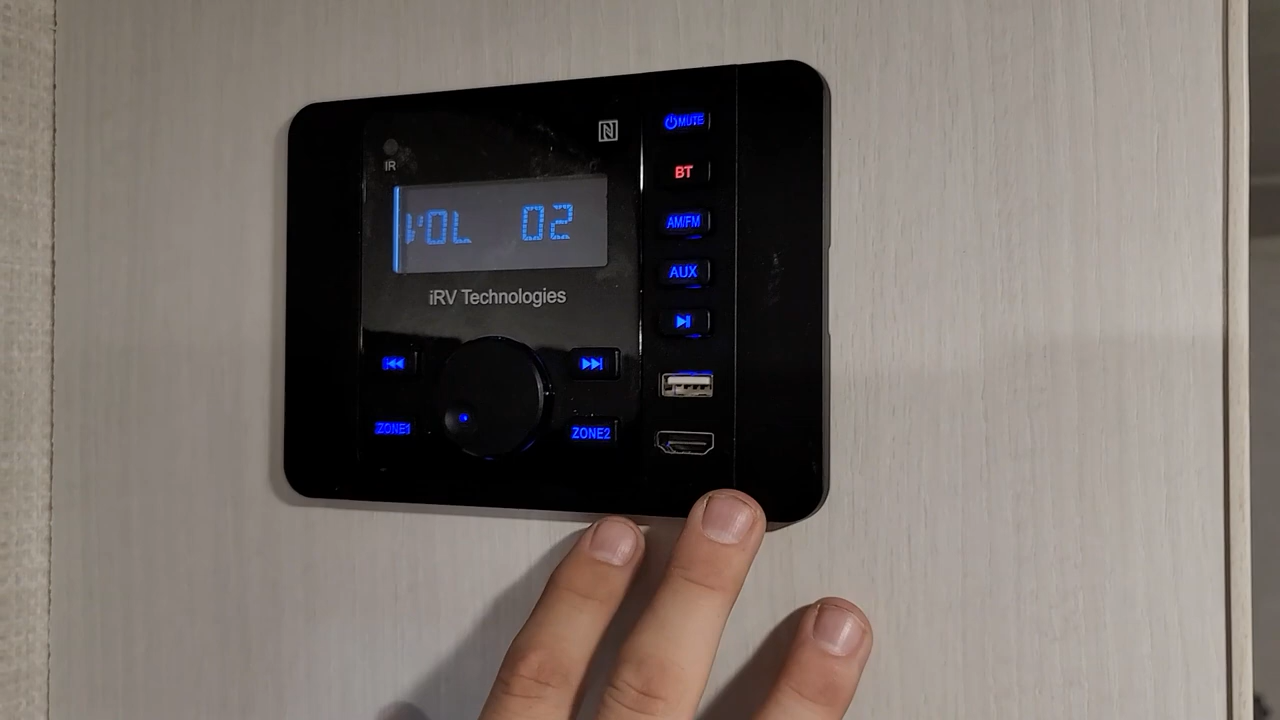 MUTE
IR
BT
VOL 02
AM/FM
AUX
iRV Technologies
ZONE1
ZONE2